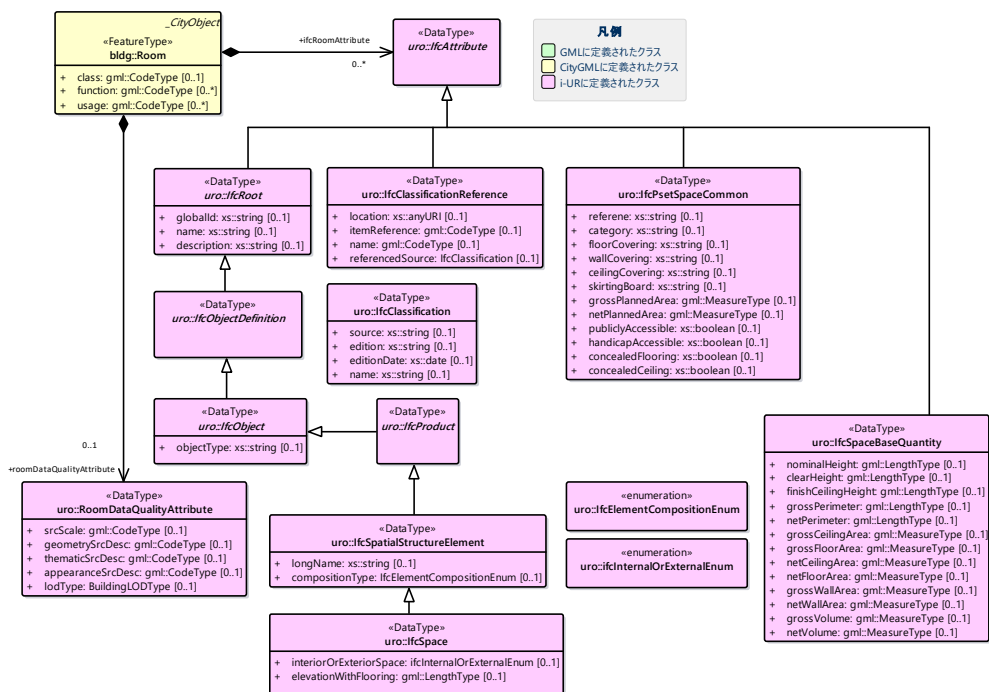 _CityObject
«FeatureType»
bldg::Room
+ class: gml::CodeType [0..1]
+ function: gml::CodeType [0..*]
+ usage: gml::CodeType [0..*]
+ifcRoomAttribute
0..*
«DataType»
uro::IfcAttribute
凡例
GMLに定義されたクラス
CityGMLに定義されたクラス
i-URに定義されたクラス
«DataType»
uro::IfcRoot
+ globalId: xs::string [0..1]
+ name: xs::string [0..1]
+ description: xs::string [0..1]
«DataType»
uro::IfcClassificationReference
+ location: xs::anyURI [0..1]
+ itemReference: gml::CodeType [0..1]
+ name: gml::CodeType [0..1]
+ referencedSource: IfcClassification [0..1]
«DataType»
uro::IfcPsetSpaceCommon
+ referene: xs::string [0..1]
+ category: xs::string [0..1]
+ floorCovering: xs::string [0..1]
+ wallCovering: xs::string [0..1]
+ ceilingCovering: xs::string [0..1]
+ skirtingBoard: xs::string [0..1]
+ grossPlannedArea: gml::MeasureType [0..1]
+ netPlannedArea: gml::MeasureType [0..1]
+ publiclyAccessible: xs::boolean [0..1]
+ handicapAccessible: xs::boolean [0..1]
+ concealedFlooring: xs::boolean [0..1]
+ concealedCeiling: xs::boolean [0..1]
«DataType»
uro::IfcObjectDefinition
«DataType»
uro::IfcClassification
+ source: xs::string [0..1]
+ edition: xs::string [0..1]
+ editionDate: xs::date [0..1]
+ name: xs::string [0..1]
«DataType»
uro::IfcObject
+ objectType: xs::string [0..1]
«DataType»
uro::IfcProduct
0..1
+roomDataQualityAttribute
«DataType»
uro::RoomDataQualityAttribute
+ srcScale: gml::CodeType [0..1]
+ geometrySrcDesc: gml::CodeType [0..1]
+ thematicSrcDesc: gml::CodeType [0..1]
+ appearanceSrcDesc: gml::CodeType [0..1]
+ lodType: BuildingLODType [0..1]
«DataType»
uro::IfcSpatialStructureElement
+ longName: xs::string [0..1]
+ compositionType: IfcElementCompositionEnum [0..1]
«DataType»
uro::IfcSpace
+ interiorOrExteriorSpace: ifcInternalOrExternalEnum [0..1]
+ elevationWithFlooring: gml::LengthType [0..1]
«enumeration»
uro::IfcElementCompositionEnum
«enumeration»
uro::ifcInternalOrExternalEnum
«DataType»
uro::IfcSpaceBaseQuantity
+ nominalHeight: gml::LengthType [0..1]
+ clearHeight: gml::LengthType [0..1]
+ finishCeilingHeight: gml::LengthType [0..1]
+ grossPerimeter: gml::LengthType [0..1]
+ netPerimeter: gml::LengthType [0..1]
+ grossCeilingArea: gml::MeasureType [0..1]
+ grossFloorArea: gml::MeasureType [0..1]
+ netCeilingArea: gml::MeasureType [0..1]
+ netFloorArea: gml::MeasureType [0..1]
+ grossWallArea: gml::MeasureType [0..1]
+ netWallArea: gml::MeasureType [0..1]
+ grossVolume: gml::MeasureType [0..1]
+ netVolume: gml::MeasureType [0..1]